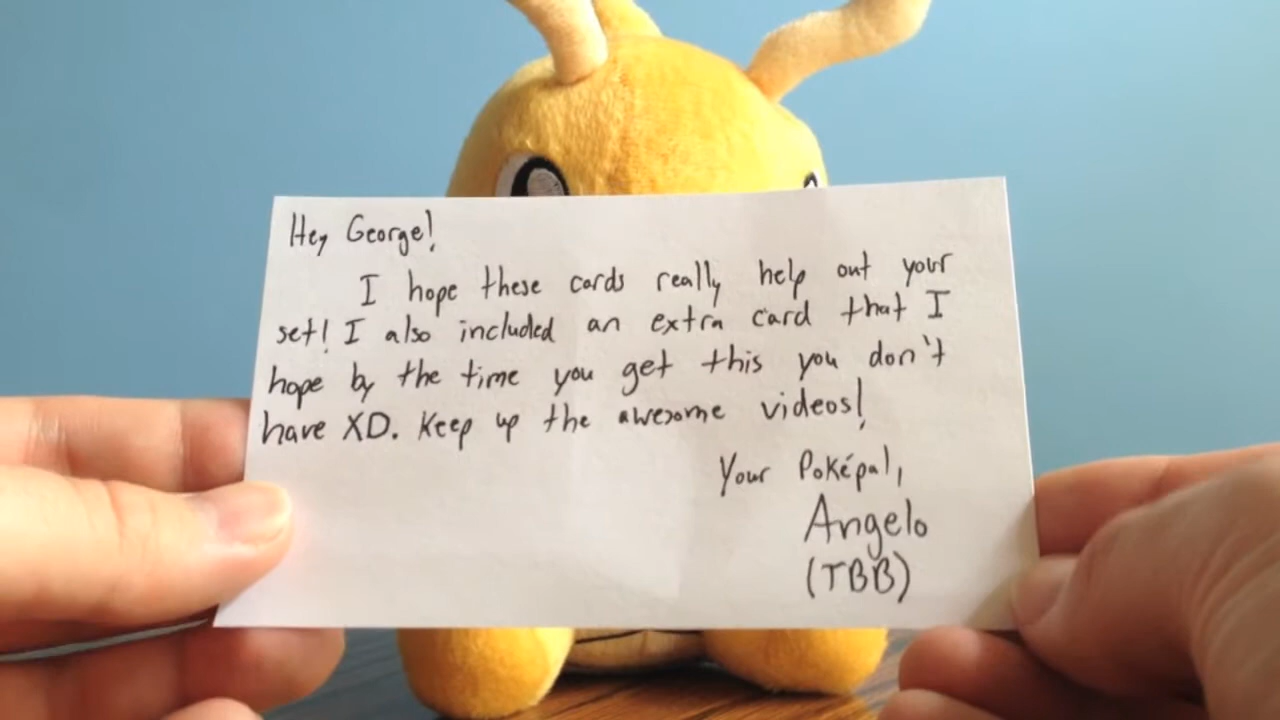 Hey George!
I hope these cards really help out your
set! I also included an extra card that I
hope by the time you get this you don't
have XD. Keep up the awesome videos!
Your Poképal,
Angelo
(TBB)